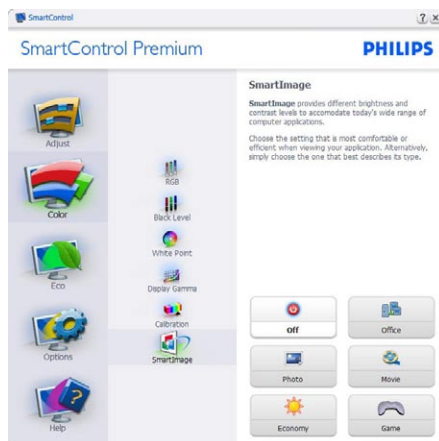 SmartControl
SmartControl Premium
PHILIPS
Adjust
Color
Eco
Options
Help
RGB
Black Level
White Point
Display Gamma
Calibration
SmartImage
SmartImage
SmartImage provides different brightness and
contrast levels to accomodate today's wide range of
computer applications.
Choose the setting that is most comfortable or
efficient when viewing your application. Alternatively,
simply choose the one that best describes its type.
Off
Office
Photo
Movie
Economy
Game